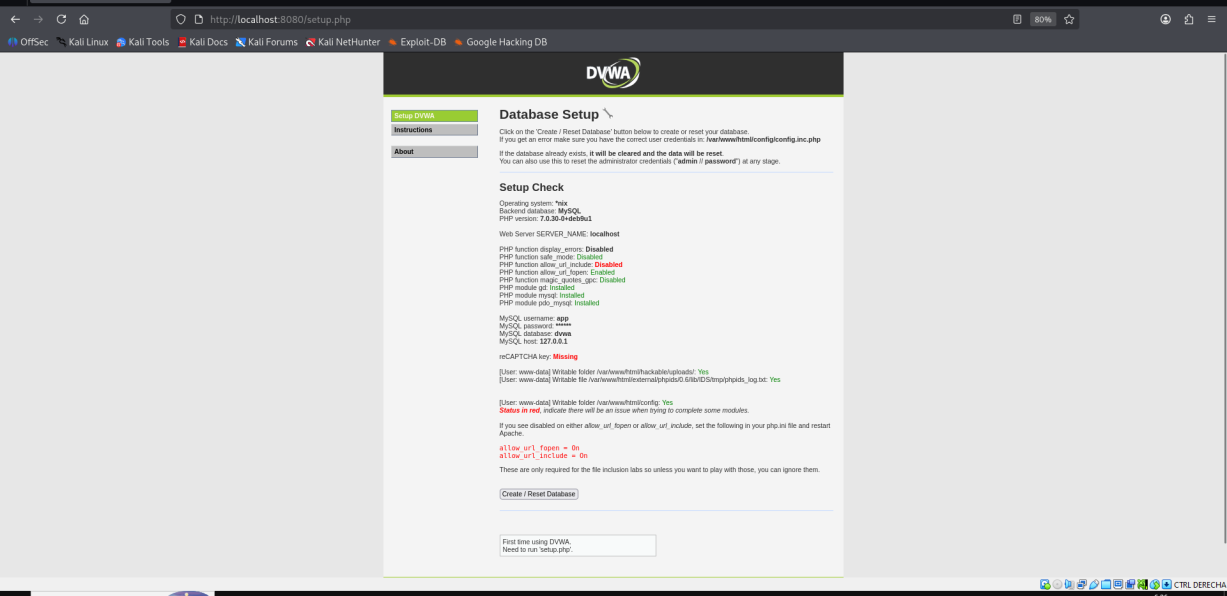 http://localhost:8080/setup.php
80%
OffSec
Kali Linux
Kali Tools
Kali Docs
Kali Forums
Kali NetHunter
Exploit-DB
Google Hacking DB
DVWA
Setup DVWA
Instructions
About
Database Setup
Click on the 'Create / Reset Database' button below to create or reset your database.
If you get an error make sure you have the correct user credentials in: /var/www/html/config/config.inc.php
If the database already exists, it will be cleared and the data will be reset.
You can also use this to reset the administrator credentials ("admin // password") at any stage.
Setup Check
Operating system: *nix
Backend database: MySQL
PHP version: 7.0.30-0+deb9u1
Web Server SERVER_NAME: localhost
PHP function display_errors: Disabled
PHP function safe_mode: Disabled
PHP function allow_url_include: Disabled
PHP function allow_url_fopen: Enabled
PHP function magic_quotes_gpc: Disabled
PHP module gd: Installed
PHP module mysql: Installed
PHP module pdo_mysql: Installed
MySQL username: app
MySQL password: ******
MySQL database: dvwa
MySQL host: 127.0.0.1
reCAPTCHA key: Missing
[User: www-data] Writable folder /var/www/html/hackable/uploads/: Yes
[User: www-data] Writable file /var/www/html/external/phpids/0.6/lib/IDS/tmp/phpids_log.txt: Yes
[User: www-data] Writable folder /var/www/html/config: Yes
Status in red, indicate there will be an issue when trying to complete some modules.
If you see disabled on either allow_url_fopen or allow_url_include, set the following in your php.ini file and restart
Apache.
allow_url_fopen = On
allow_url_include = On
These are only required for the file inclusion labs so unless you want to play with those, you can ignore them.
Create / Reset Database
First time using DVWA.
Need to run 'setup.php'.
CTRL DERECHA